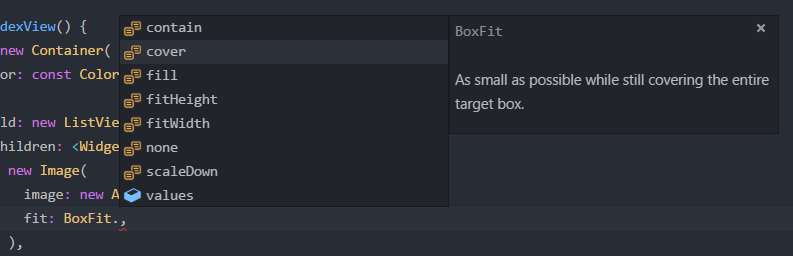 dexView() {
new Container(
or: const Color
ld: new ListVie
hildren: <Widge
new Image(
image: new A
fit: BoxFit.,
),
contain
cover
fill
fitHeight
fitWidth
none
scaleDown
values
BoxFit ×
As small as possible while still covering the entire
target box.